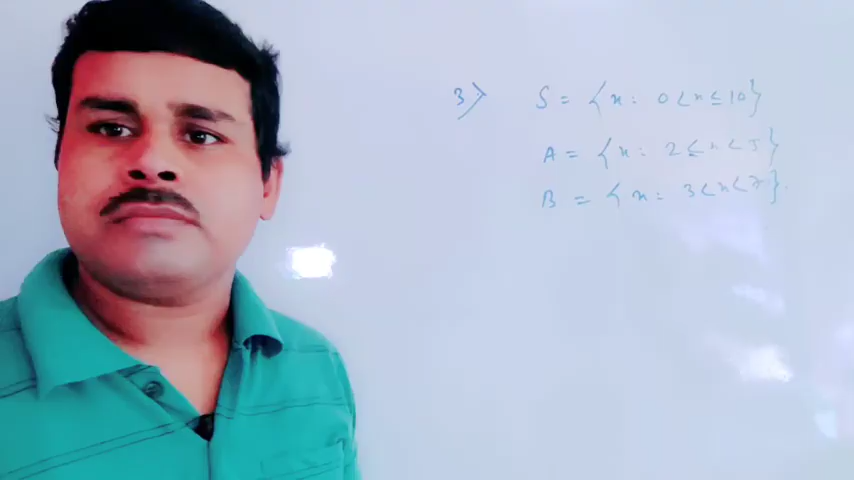 3> S = {x: 0 < x ≤ 10}
A = {x: 2 ≤ x < 5}
B = {x: 3 < x < 7}.